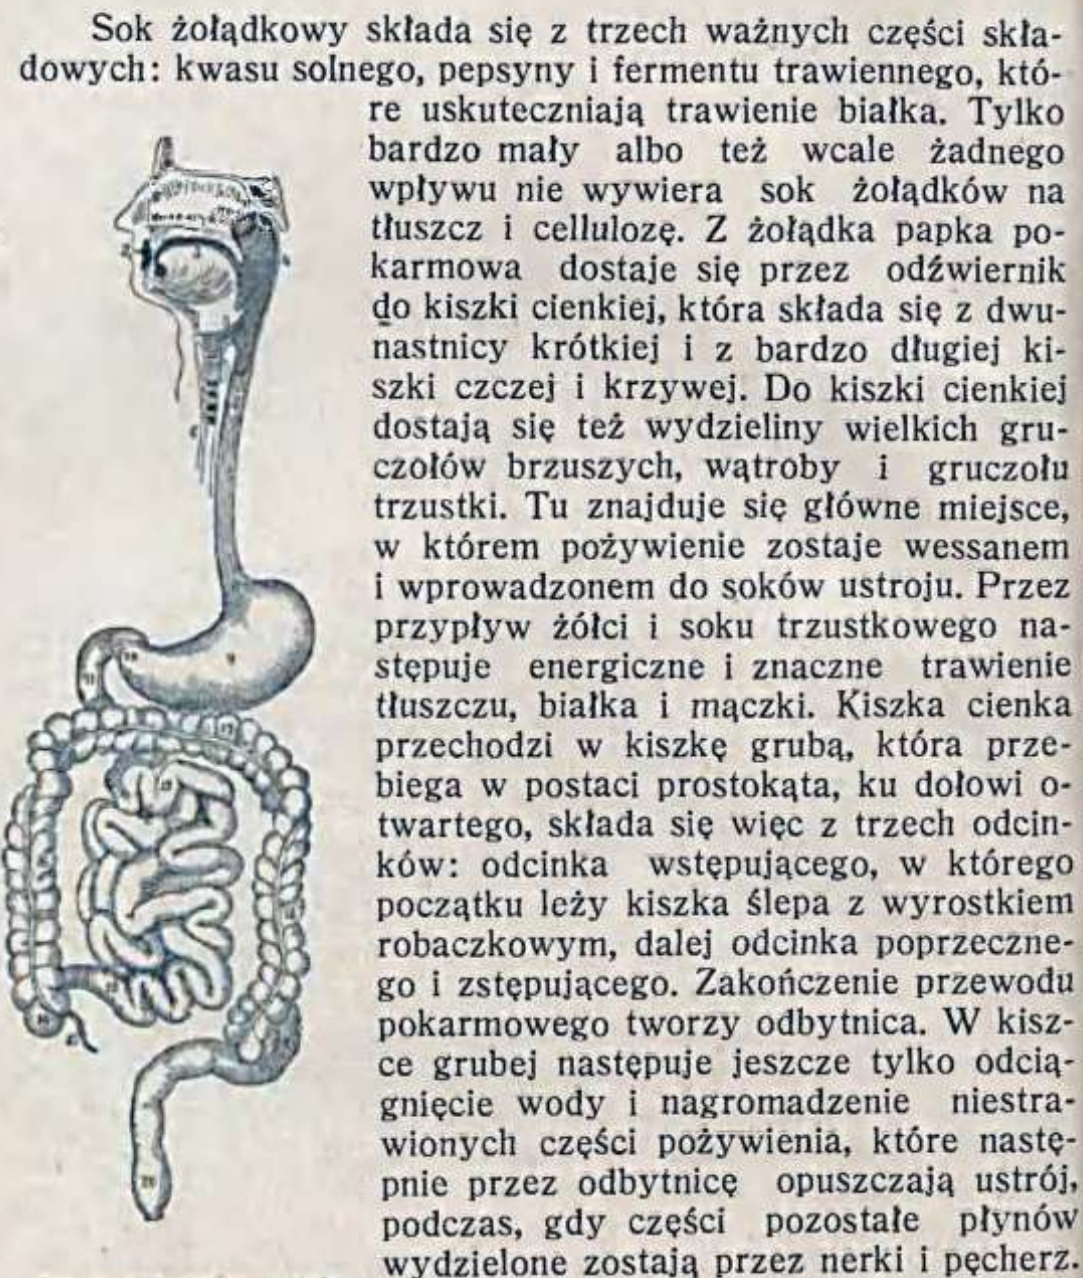 Sok żołądkowy składa się z trzech ważnych części skła-
dowych: kwasu solnego, pepsyny i fermentu trawiennego, któ-
re uskuteczniają trawienie białka. Tylko
bardzo mały albo też wcale żadnego
wpływu nie wywiera sok żołądków na
tłuszcz i cellulozę. Z żołądka papka po-
karmowa dostaje się przez odźwiernik
do kiszki cienkiej, która składa się z dwu-
nastnicy krótkiej i z bardzo długiej ki-
szki czczej i krzywej. Do kiszki cienkiej
dostają się też wydzieliny wielkich gru-
czołów brzuszych, wątroby i gruczołu
trzustki. Tu znajduje się główne miejsce,
w którem pożywienie zostaje wessanem
i wprowadzonem do soków ustroju. Przez
przypływ żółci i soku trzustkowego na-
stępuje energiczne i znaczne trawienie
tłuszczu, białka i mączki. Kiszka cienka
przechodzi w kiszkę grubą, która prze-
biega w postaci prostokąta, ku dołowi o-
twartego, składa się więc z trzech odcin-
ków: odcinka wstępującego, w którego
początku leży kiszka ślepa z wyrostkiem
robaczkowym, dalej odcinka poprzeczne-
go i zstępującego. Zakończenie przewodu
pokarmowego tworzy odbytnica. W kisz-
ce grubej następuje jeszcze tylko odcią-
gnięcie wody i nagromadzenie niestra-
wionych części pożywienia, które nastę-
pnie przez odbytnicę opuszczają ustrój,
podczas, gdy części pozostałe płynów
wydzielone zostają przez nerki i pęcherz.